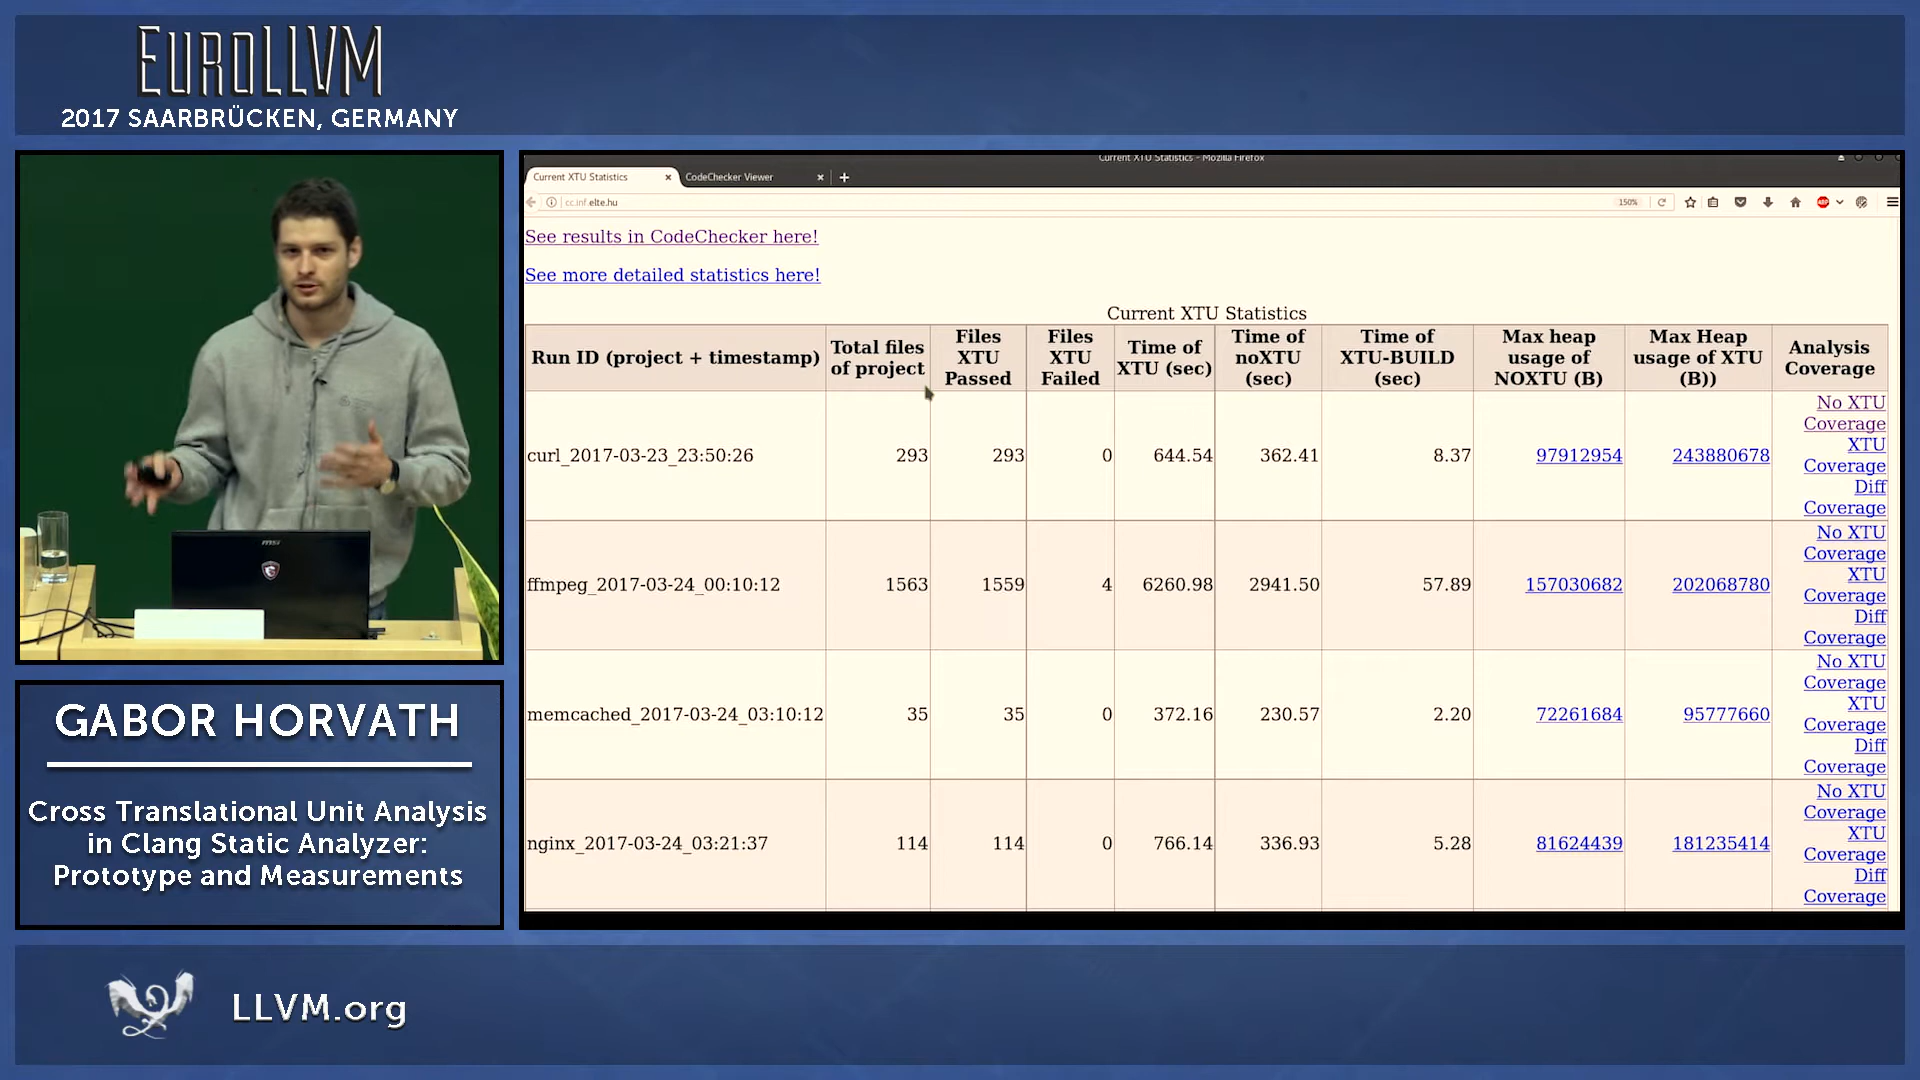 EUROLLVM
2017 SAARBRÜCKEN, GERMANY
Current XTU Statistics - Mozilla Firefox
Current XTU Statistics × CodeChecker Viewer × +
cc.inf.elte.hu 150%
See results in CodeChecker here!
See more detailed statistics here!
Current XTU Statistics
Run ID (project + timestamp) Total files of project Files XTU Passed Files XTU Failed Time of XTU (sec) Time of noXTU (sec) Time of XTU-BUILD (sec) Max heap usage of NOXTU (B) Max Heap usage of XTU (B)) Analysis Coverage
curl_2017-03-23_23:50:26 293 293 0 644.54 362.41 8.37 97912954 243880678 No XTU Coverage XTU Coverage Diff Coverage
ffmpeg_2017-03-24_00:10:12 1563 1559 4 6260.98 2941.50 57.89 157030682 202068780 No XTU Coverage XTU Coverage Diff Coverage
memcached_2017-03-24_03:10:12 35 35 0 372.16 230.57 2.20 72261684 95777660 No XTU Coverage XTU Coverage Diff Coverage
nginx_2017-03-24_03:21:37 114 114 0 766.14 336.93 5.28 81624439 181235414 No XTU Coverage XTU Coverage Diff Coverage
msi
GABOR HORVATH
Cross Translational Unit Analysis
in Clang Static Analyzer:
Prototype and Measurements
LLVM.org